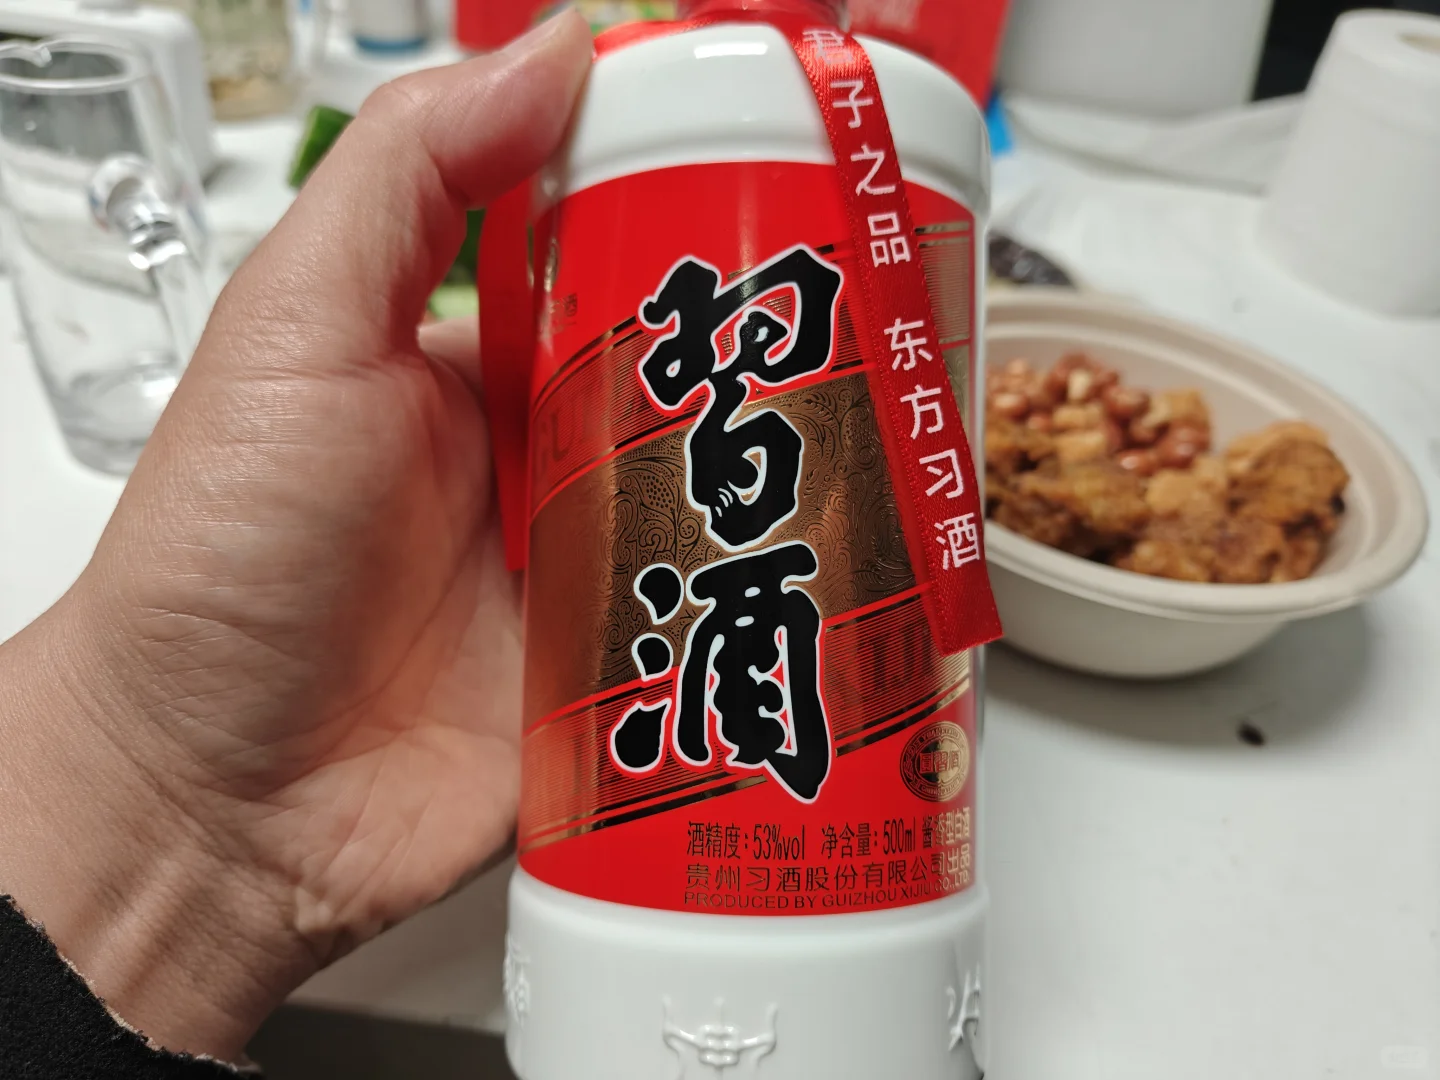 君子之品 东方习酒
習酒
酒精度:53%vol 净含量:500ml 酱香型白酒
贵州习酒股份有限公司出品
PRODUCED BY GUIZHOU XIJIU CO.,LTD.